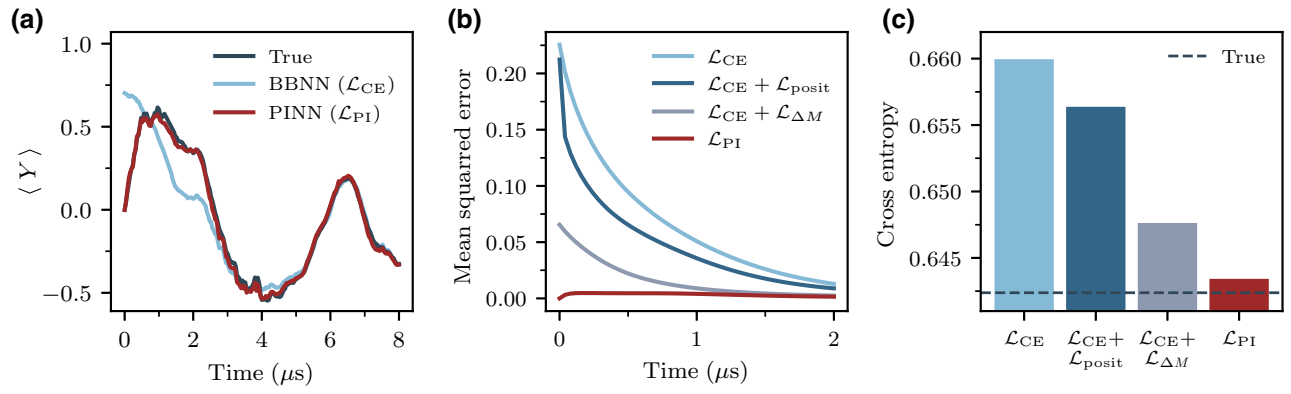 (a)
1.0
0.5
0.0
−0.5
⟨ Y ⟩
0
2
4
6
8
Time (μs)
True
BBNN (ℒCE)
PINN (ℒPI)
(b)
0.20
0.15
0.10
0.05
0.00
Mean squarred error
0
1
2
Time (μs)
ℒCE
ℒCE + ℒposit
ℒCE + ℒΔM
ℒPI
(c)
0.660
0.655
0.650
0.645
Cross entropy
True
ℒCE
ℒCE+
ℒposit
ℒCE+
ℒΔM
ℒPI